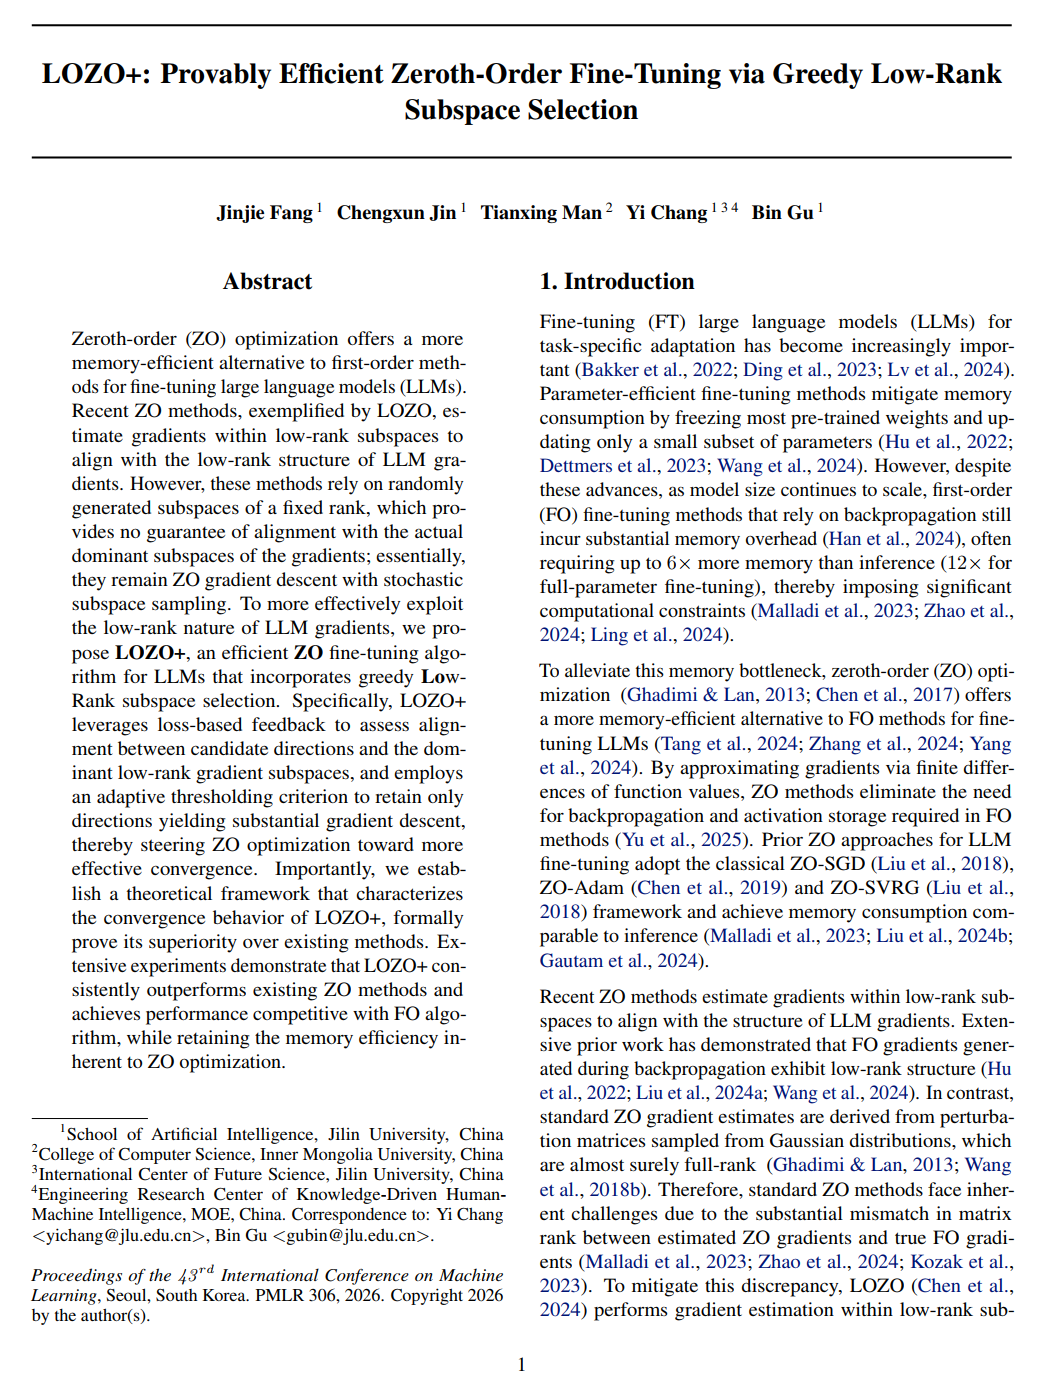 LOZO+: Provably Efficient Zeroth-Order Fine-Tuning via Greedy Low-Rank
Subspace Selection
Jinjie Fang 1 Chengxun Jin 1 Tianxing Man 2 Yi Chang 1 3 4 Bin Gu 1
Abstract
Zeroth-order (ZO) optimization offers a more
memory-efficient alternative to first-order meth-
ods for fine-tuning large language models (LLMs).
Recent ZO methods, exemplified by LOZO, es-
timate gradients within low-rank subspaces to
align with the low-rank structure of LLM gra-
dients. However, these methods rely on randomly
generated subspaces of a fixed rank, which pro-
vides no guarantee of alignment with the actual
dominant subspaces of the gradients; essentially,
they remain ZO gradient descent with stochastic
subspace sampling. To more effectively exploit
the low-rank nature of LLM gradients, we pro-
pose LOZO+, an efficient ZO fine-tuning algo-
rithm for LLMs that incorporates greedy Low-
Rank subspace selection. Specifically, LOZO+
leverages loss-based feedback to assess align-
ment between candidate directions and the dom-
inant low-rank gradient subspaces, and employs
an adaptive thresholding criterion to retain only
directions yielding substantial gradient descent,
thereby steering ZO optimization toward more
effective convergence. Importantly, we estab-
lish a theoretical framework that characterizes
the convergence behavior of LOZO+, formally
prove its superiority over existing methods. Ex-
tensive experiments demonstrate that LOZO+ con-
sistently outperforms existing ZO methods and
achieves performance competitive with FO algo-
rithm, while retaining the memory efficiency in-
herent to ZO optimization.
1School of Artificial Intelligence, Jilin University, China
2College of Computer Science, Inner Mongolia University, China
3International Center of Future Science, Jilin University, China
4Engineering Research Center of Knowledge-Driven Human-
Machine Intelligence, MOE, China. Correspondence to: Yi Chang
<yichang@jlu.edu.cn>, Bin Gu <gubin@jlu.edu.cn>.
Proceedings of the 43rd International Conference on Machine
Learning, Seoul, South Korea. PMLR 306, 2026. Copyright 2026
by the author(s).
1. Introduction
Fine-tuning (FT) large language models (LLMs) for
task-specific adaptation has become increasingly impor-
tant (Bakker et al., 2022; Ding et al., 2023; Lv et al., 2024).
Parameter-efficient fine-tuning methods mitigate memory
consumption by freezing most pre-trained weights and up-
dating only a small subset of parameters (Hu et al., 2022;
Dettmers et al., 2023; Wang et al., 2024). However, despite
these advances, as model size continues to scale, first-order
(FO) fine-tuning methods that rely on backpropagation still
incur substantial memory overhead (Han et al., 2024), often
requiring up to 6× more memory than inference (12× for
full-parameter fine-tuning), thereby imposing significant
computational constraints (Malladi et al., 2023; Zhao et al.,
2024; Ling et al., 2024).
To alleviate this memory bottleneck, zeroth-order (ZO) opti-
mization (Ghadimi & Lan, 2013; Chen et al., 2017) offers
a more memory-efficient alternative to FO methods for fine-
tuning LLMs (Tang et al., 2024; Zhang et al., 2024; Yang
et al., 2024). By approximating gradients via finite differ-
ences of function values, ZO methods eliminate the need
for backpropagation and activation storage required in FO
methods (Yu et al., 2025). Prior ZO approaches for LLM
fine-tuning adopt the classical ZO-SGD (Liu et al., 2018),
ZO-Adam (Chen et al., 2019) and ZO-SVRG (Liu et al.,
2018) framework and achieve memory consumption com-
parable to inference (Malladi et al., 2023; Liu et al., 2024b;
Gautam et al., 2024).
Recent ZO methods estimate gradients within low-rank sub-
spaces to align with the structure of LLM gradients. Exten-
sive prior work has demonstrated that FO gradients gener-
ated during backpropagation exhibit low-rank structure (Hu
et al., 2022; Liu et al., 2024a; Wang et al., 2024). In contrast,
standard ZO gradient estimates are derived from perturba-
tion matrices sampled from Gaussian distributions, which
are almost surely full-rank (Ghadimi & Lan, 2013; Wang
et al., 2018b). Therefore, standard ZO methods face inher-
ent challenges due to the substantial mismatch in matrix
rank between estimated ZO gradients and true FO gradi-
ents (Malladi et al., 2023; Zhao et al., 2024; Kozak et al.,
2023). To mitigate this discrepancy, LOZO (Chen et al.,
2024) performs gradient estimation within low-rank sub-
1